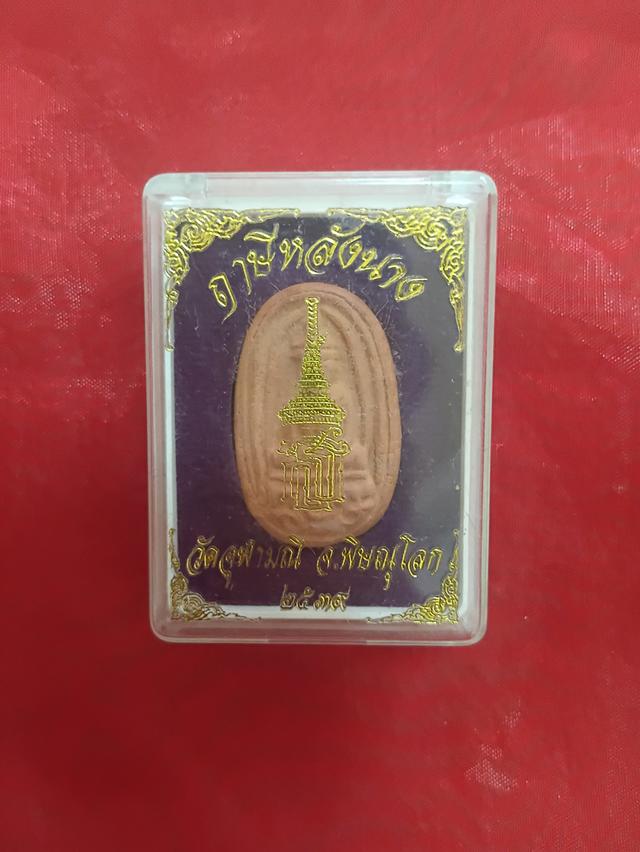 ฤาษีหลังนาง
วัดจุฬามณี จ.พิษณุโลก
๒๕๓๙